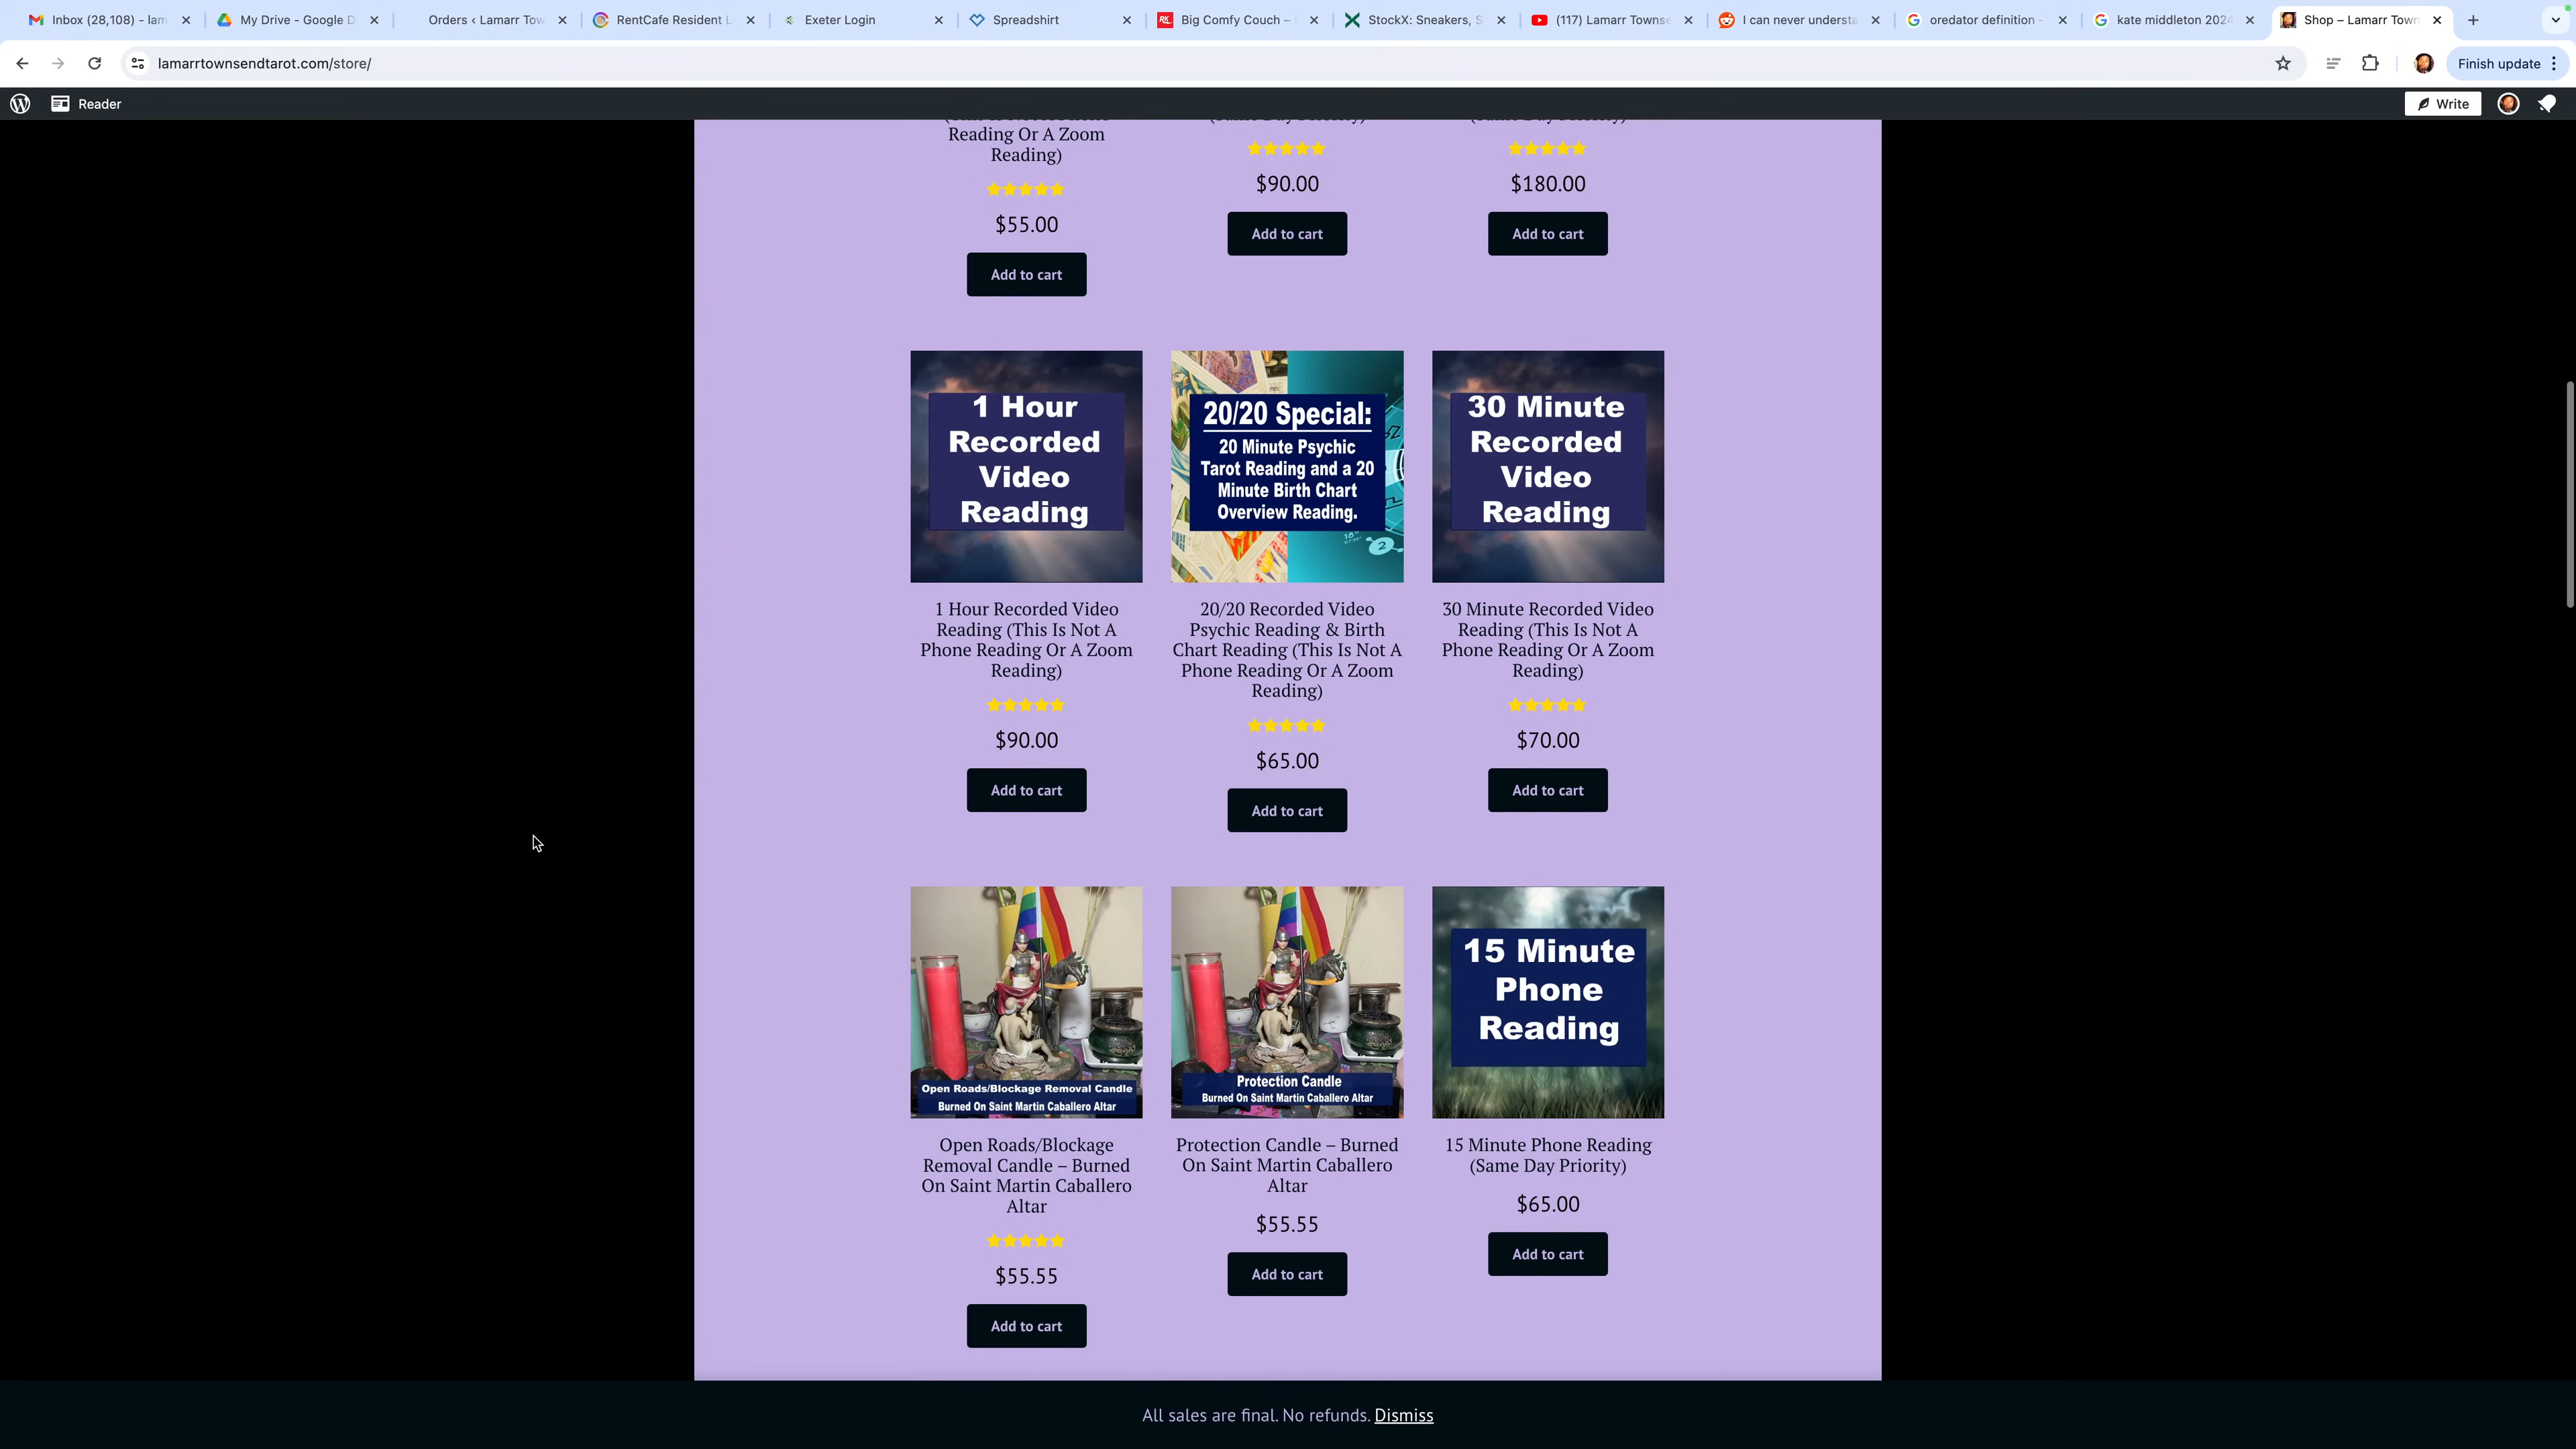 Inbox (28,108) - lam
My Drive - Google D
Orders ‹ Lamarr Tow
RentCafe Resident L
Exeter Login
Spreadshirt
Big Comfy Couch –
StockX: Sneakers, S
(117) Lamarr Townse
I can never understa
oredator definition -
kate middleton 2024
Shop – Lamarr Town
lamarrtownsendtarot.com/store/
Finish update
Reader
Write
Reading Or A Zoom
Reading)
$55.00
Add to cart
$90.00
Add to cart
$180.00
Add to cart
1 Hour
Recorded
Video
Reading
1 Hour Recorded Video
Reading (This Is Not A
Phone Reading Or A Zoom
Reading)
$90.00
Add to cart
20/20 Special:
20 Minute Psychic
Tarot Reading and a 20
Minute Birth Chart
Overview Reading.
2
20/20 Recorded Video
Psychic Reading & Birth
Chart Reading (This Is Not A
Phone Reading Or A Zoom
Reading)
$65.00
Add to cart
30 Minute
Recorded
Video
Reading
30 Minute Recorded Video
Reading (This Is Not A
Phone Reading Or A Zoom
Reading)
$70.00
Add to cart
Open Roads/Blockage Removal Candle
Burned On Saint Martin Caballero Altar
Open Roads/Blockage
Removal Candle – Burned
On Saint Martin Caballero
Altar
$55.55
Add to cart
Protection Candle
Burned On Saint Martin Caballero Altar
Protection Candle – Burned
On Saint Martin Caballero
Altar
$55.55
Add to cart
15 Minute
Phone
Reading
15 Minute Phone Reading
(Same Day Priority)
$65.00
Add to cart
All sales are final. No refunds. Dismiss